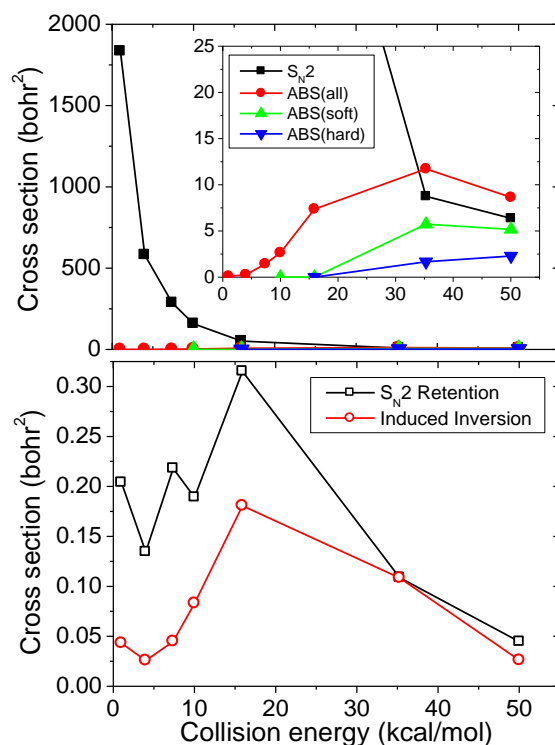 Cross section (bohr²)
2000
1500
1000
500
0
25
20
15
10
5
0
S_N2
ABS(all)
ABS(soft)
ABS(hard)
0 10 20 30 40 50
Cross section (bohr²)
0.30
0.25
0.20
0.15
0.10
0.05
0.00
S_N2 Retention
Induced Inversion
0 10 20 30 40 50
Collision energy (kcal/mol)